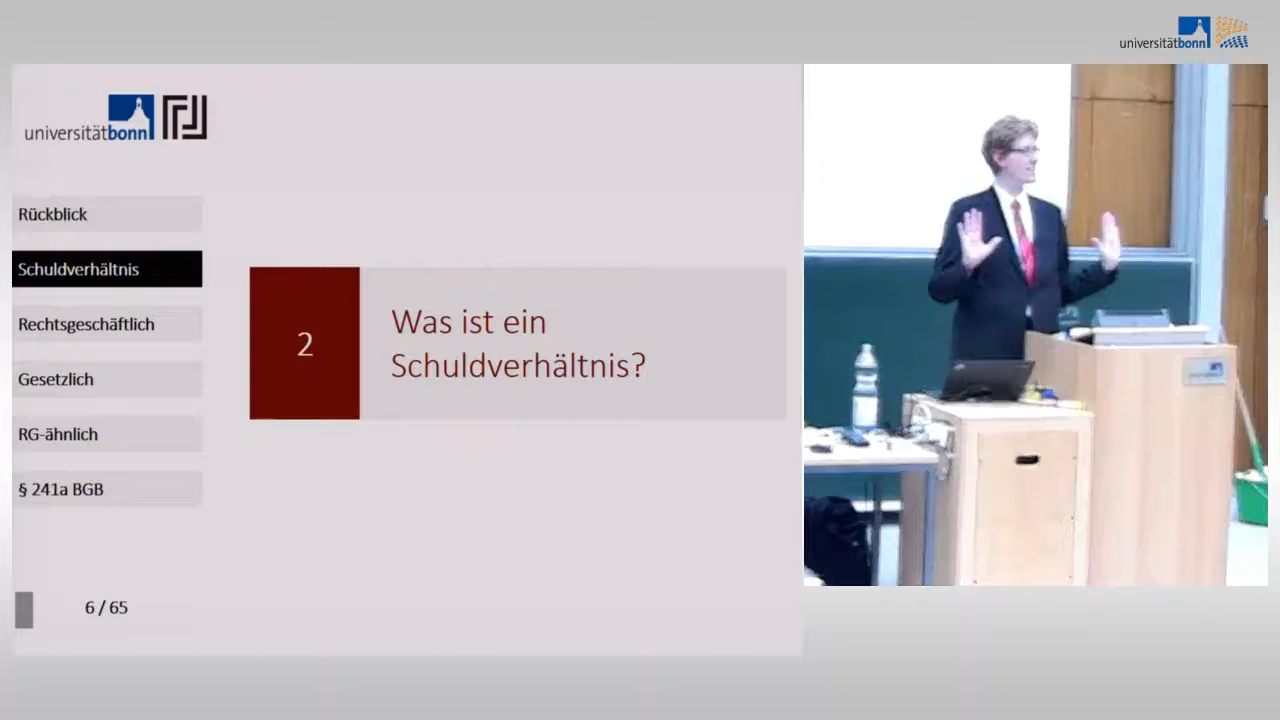 universitätbonn
universitätbonn
Rückblick
Schuldverhältnis
Rechtsgeschäftlich
Gesetzlich
RG-ähnlich
§ 241a BGB
2
Was ist ein
Schuldverhältnis?
6 / 65